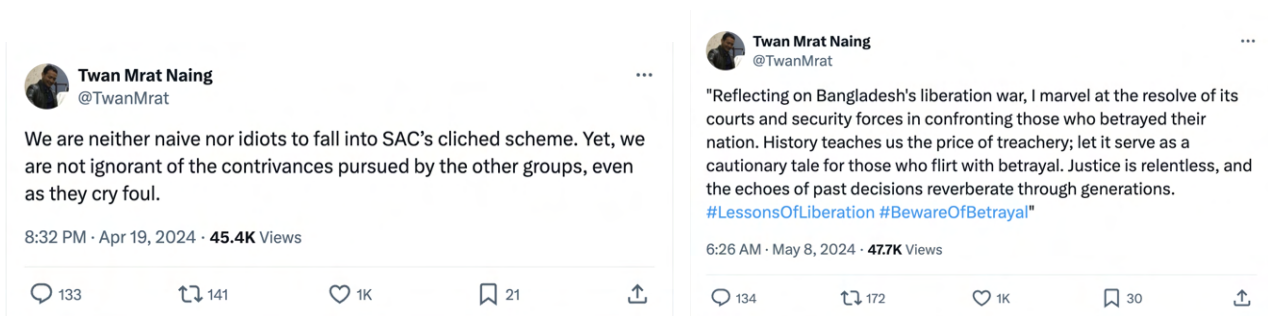 Twan Mrat Naing
@TwanMrat
We are neither naive nor idiots to fall into SAC’s cliched scheme. Yet, we
are not ignorant of the contrivances pursued by the other groups, even
as they cry foul.
8:32 PM · Apr 19, 2024 · 45.4K Views
133 141 1K 21
Twan Mrat Naing
@TwanMrat
"Reflecting on Bangladesh's liberation war, I marvel at the resolve of its
courts and security forces in confronting those who betrayed their
nation. History teaches us the price of treachery; let it serve as a
cautionary tale for those who flirt with betrayal. Justice is relentless, and
the echoes of past decisions reverberate through generations.
#LessonsOfLiberation #BewareOfBetrayal"
6:26 AM · May 8, 2024 · 47.7K Views
134 172 1K 30